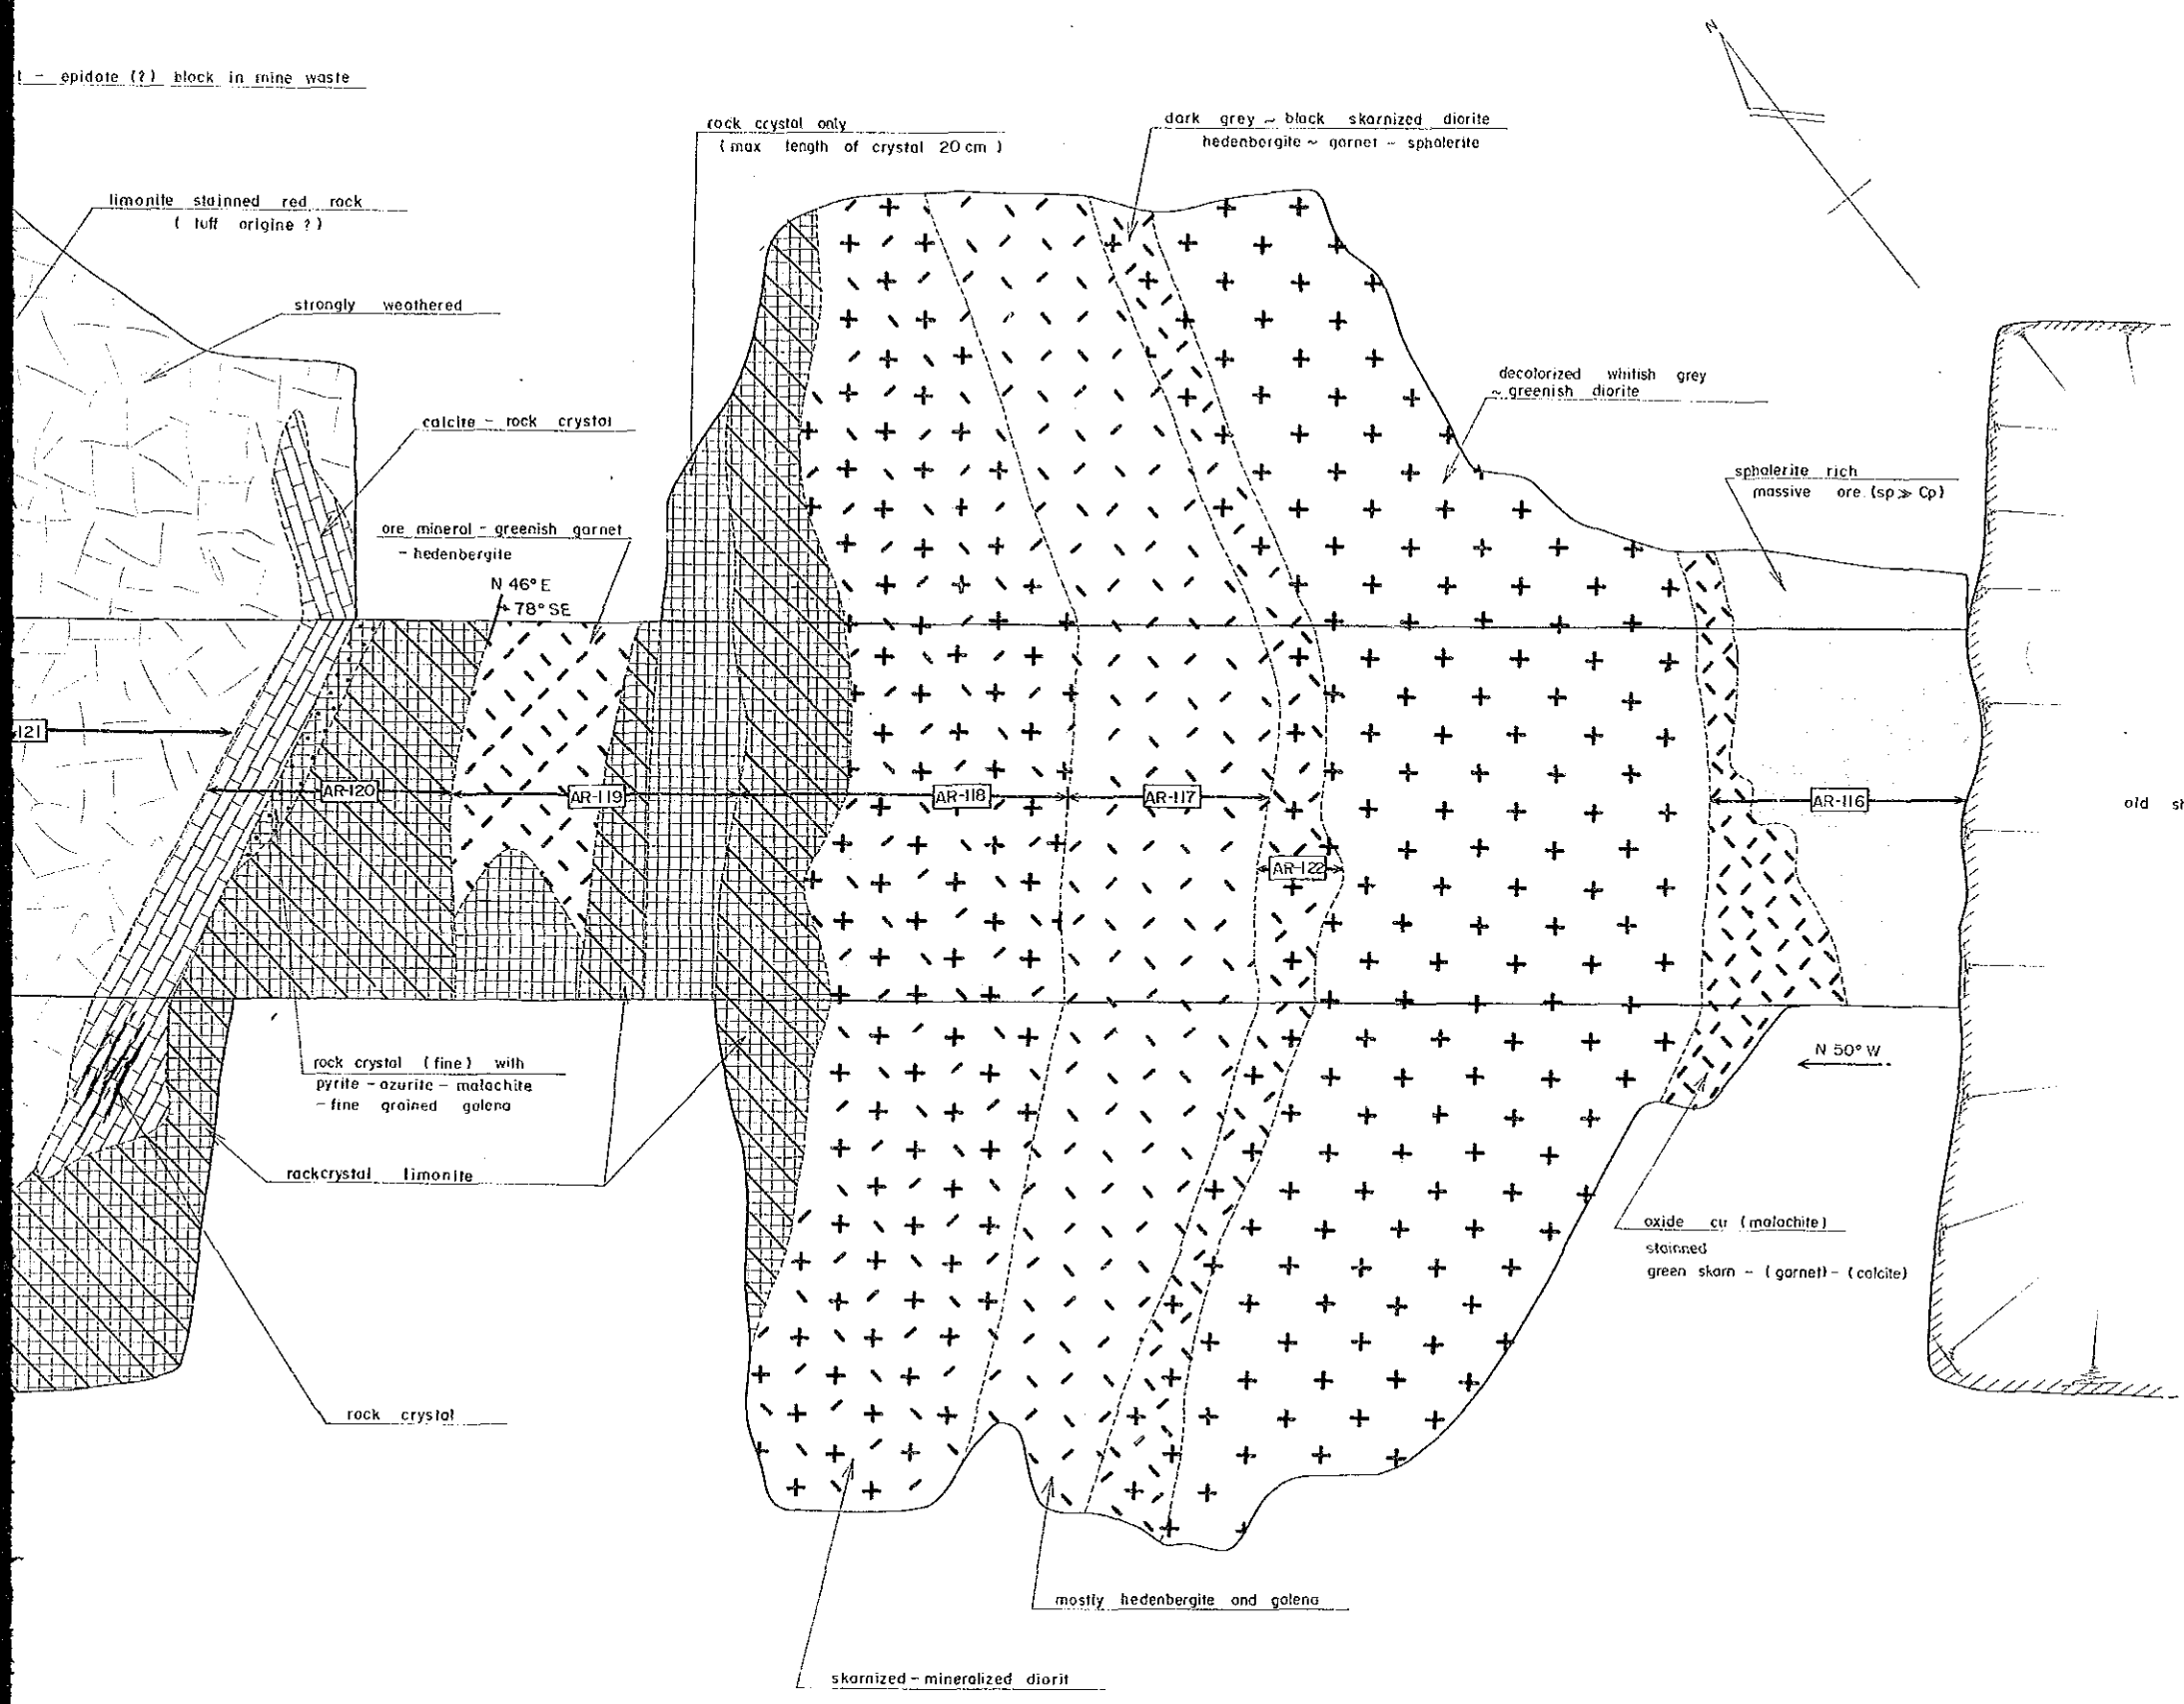 N
t - epidote (?) block in mine waste
rock crystal only
(max length of crystal 20 cm)
dark grey ~ black skarnized diorite
hedenbergite ~ garnet - sphalerite
limonite stainned red rock
( tuff origine ? )
strongly weathered
decolorized whitish grey
~ greenish diorite
calcite - rock crystal
sphalerite rich
massive ore. (sp ≫ Cp)
ore mineral - greenish garnet
- hedenbergite
N 46° E
78° SE
121
AR-120
AR-119
AR-118
AR-117
AR-116
old
AR-122
N 50° W
rock crystal (fine) with
pyrite - azurite - malachite
- fine grained galena
rackcrystal limonite
oxide cu (malachite)
stainned
green skarn - (garnet) - (calcite)
rock crystal
mostly hedenbergite and galena
skarnized - mineralized diorit